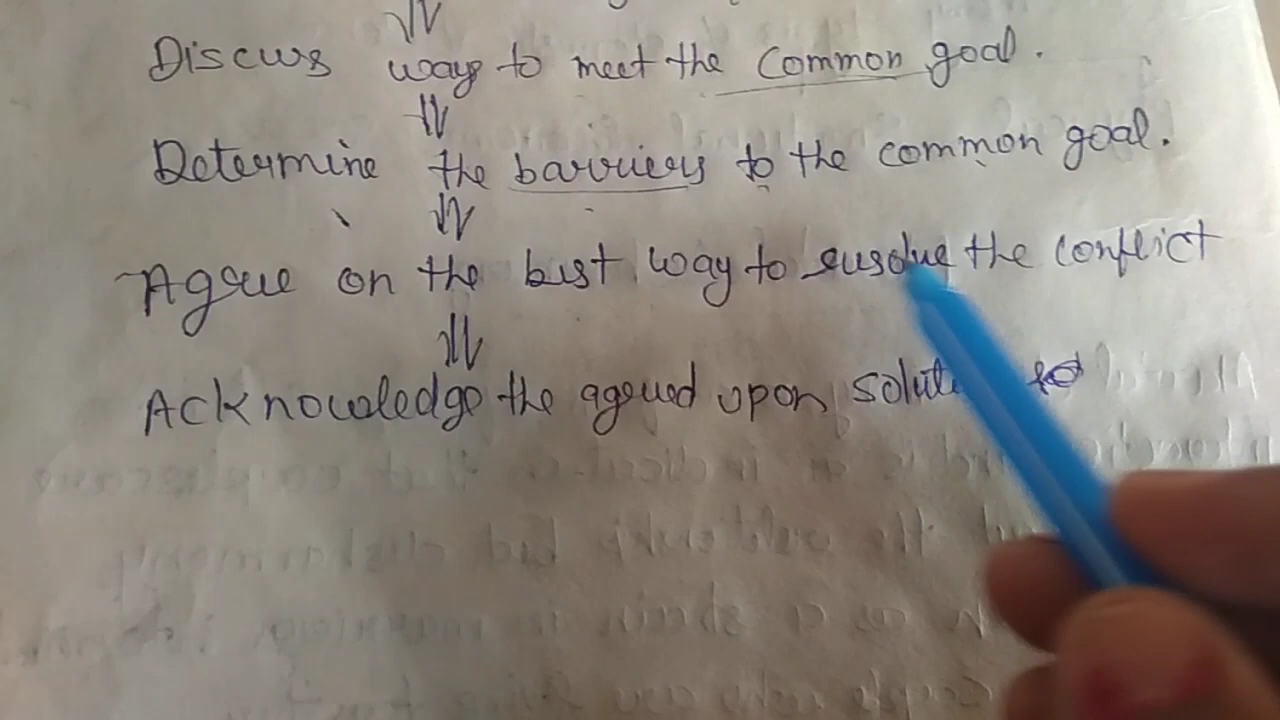 Discuss ways to meet the common goal.
Determine the barriers to the common goal.
Agree on the best way to resolve the conflict
Acknowledge the agreed upon